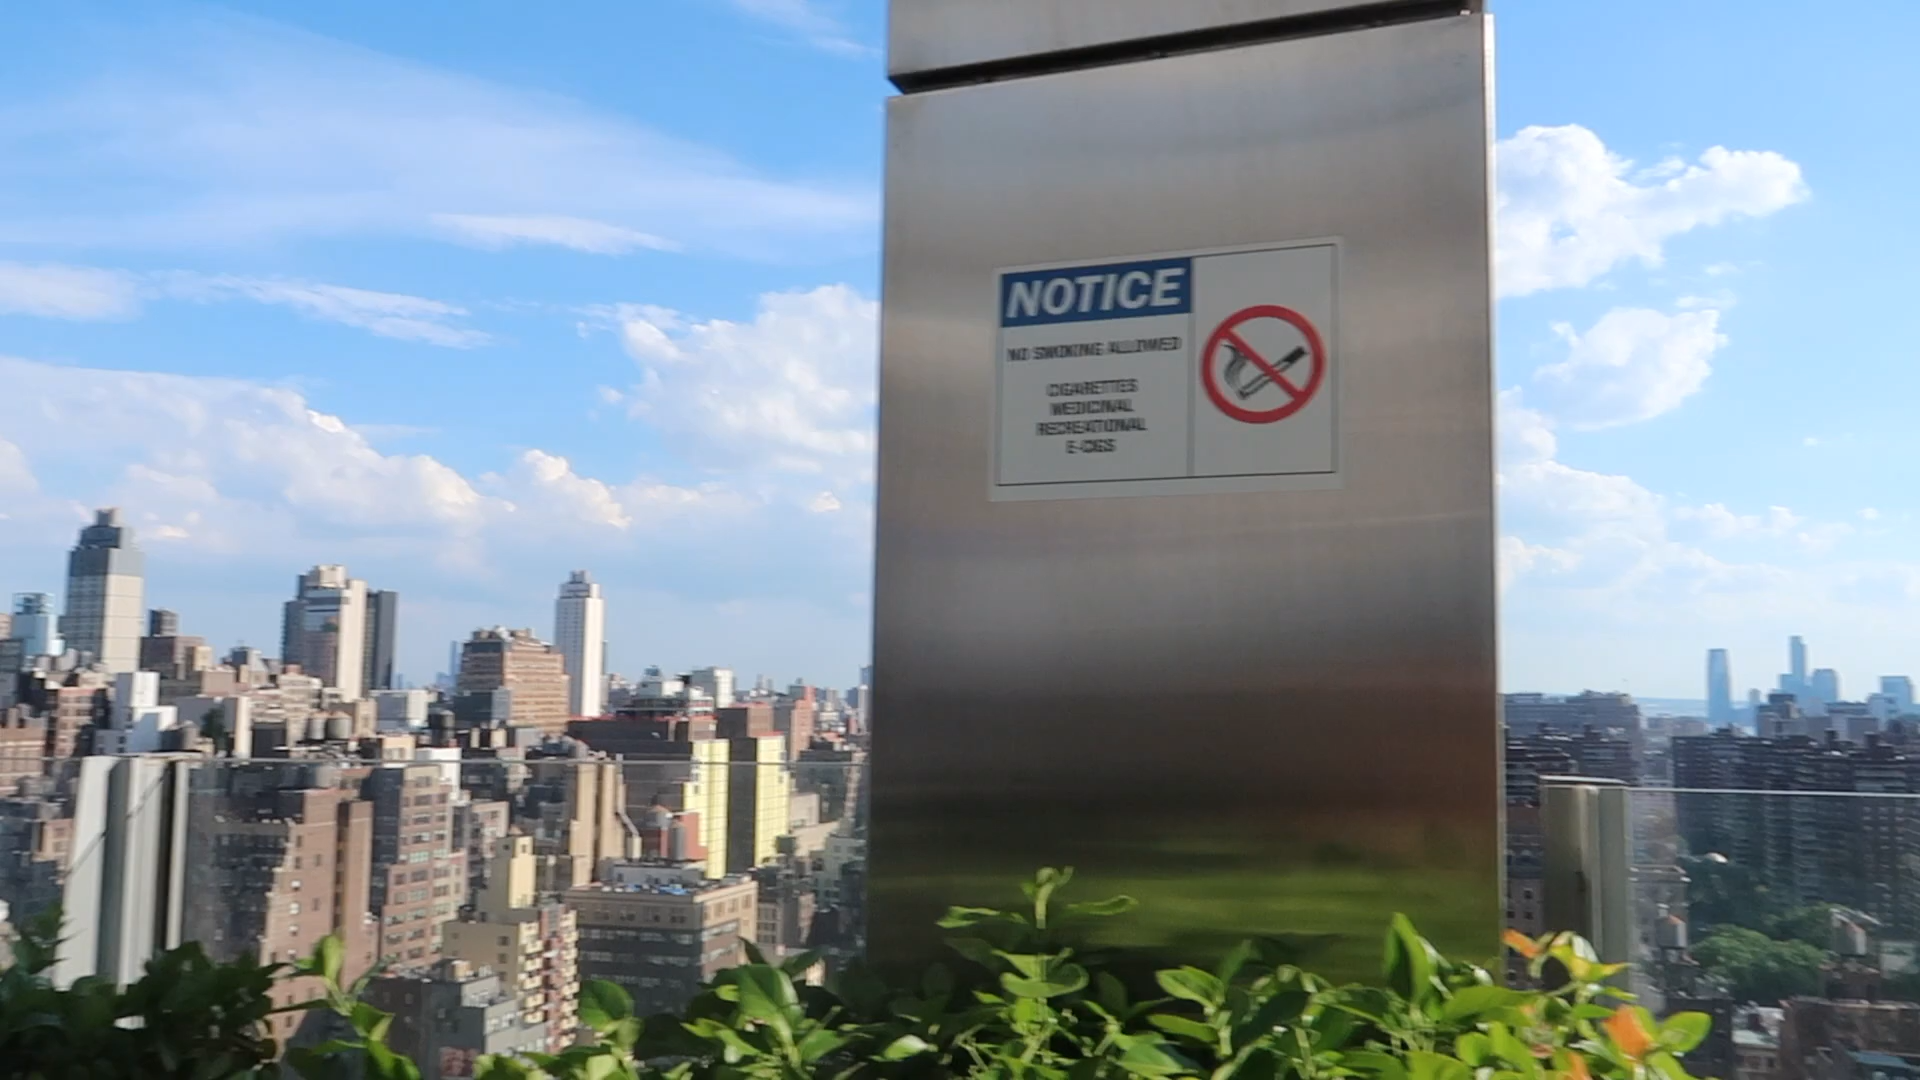 NOTICE
NO SMOKING ALLOWED
CIGARETTES
MEDICINAL
RECREATIONAL
E-CIGS